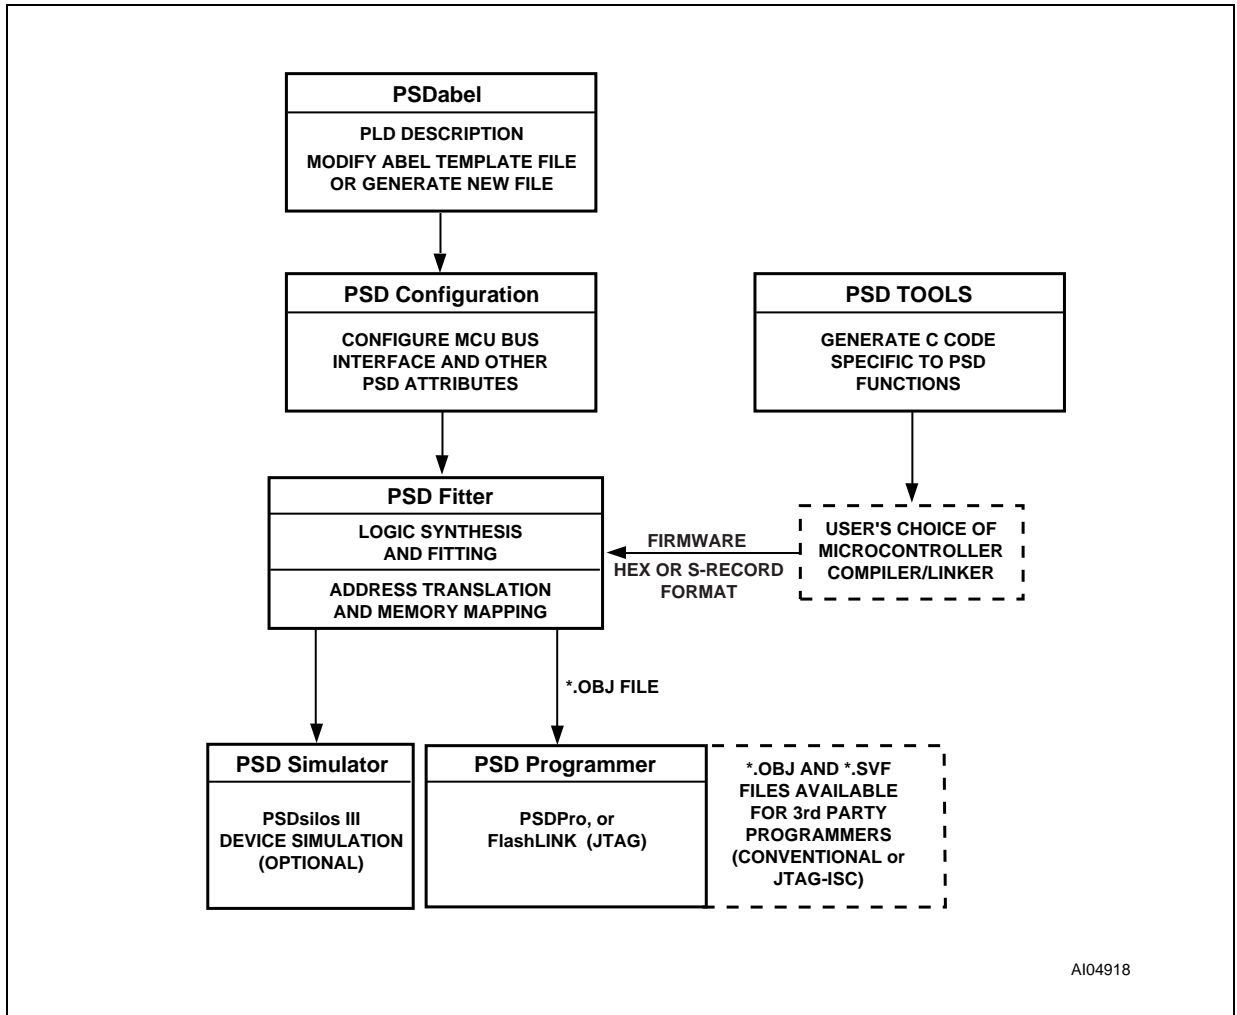 PSDabel
PLD DESCRIPTION
MODIFY ABEL TEMPLATE FILE
OR GENERATE NEW FILE
PSD Configuration
CONFIGURE MCU BUS
INTERFACE AND OTHER
PSD ATTRIBUTES
PSD TOOLS
GENERATE C CODE
SPECIFIC TO PSD
FUNCTIONS
PSD Fitter
LOGIC SYNTHESIS
AND FITTING
ADDRESS TRANSLATION
AND MEMORY MAPPING
FIRMWARE
HEX OR S-RECORD
FORMAT
USER'S CHOICE OF
MICROCONTROLLER
COMPILER/LINKER
*.OBJ FILE
PSD Simulator
PSDsilos III
DEVICE SIMULATION
(OPTIONAL)
PSD Programmer
PSDPro, or
FlashLINK (JTAG)
*.OBJ AND *.SVF
FILES AVAILABLE
FOR 3rd PARTY
PROGRAMMERS
(CONVENTIONAL or
JTAG-ISC)
AI04918